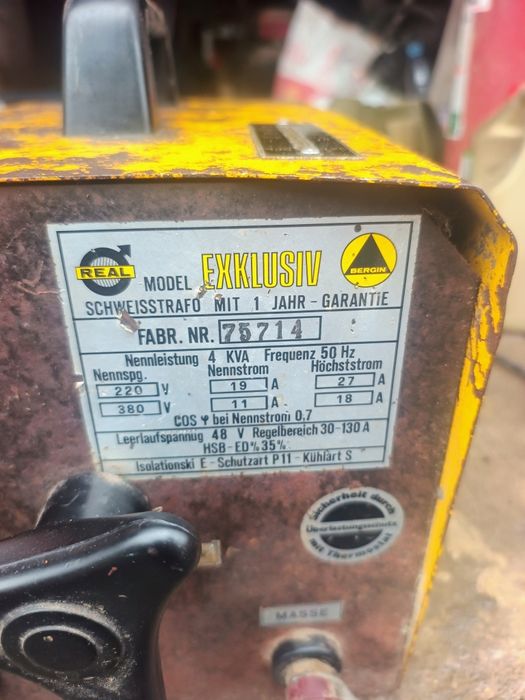 REAL
MODEL EXKLUSIV
BERGIN
SCHWEISSTRAFO MIT 1 JAHR - GARANTIE
FABR. NR. 75714
Nennleistung 4 KVA Frequenz 50 Hz
Nennspg. Nennstrom Höchststrom
220 V 19 A 27 A
380 V 11 A 18 A
COS φ bei Nennstrom 0,7
Leerlaufspannüg 48 V Regelbereich 30-130 A
HSB-ED% 35%
Isolationskl E - Schutzart P11 - Kühlart S
Sicherheit durch
Überlastungsschutz
mit Thermostat
MASSE